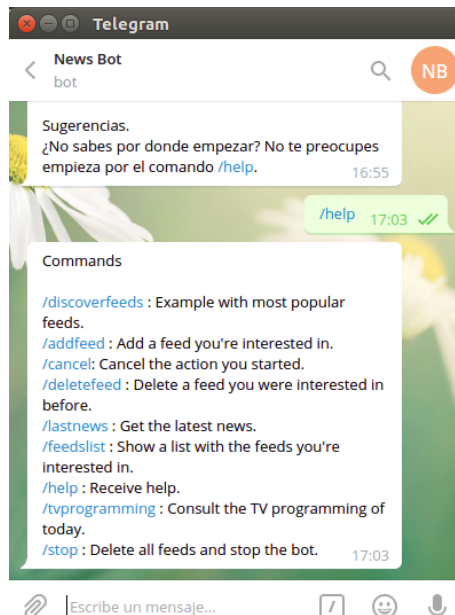 Telegram
News Bot
bot
NB
Sugerencias.
¿No sabes por donde empezar? No te preocupes
empieza por el comando /help.
16:55
/help 17:03
Commands
/discoverfeeds : Example with most popular
feeds.
/addfeed : Add a feed you're interested in.
/cancel: Cancel the action you started.
/deletefeed : Delete a feed you were interested in
before.
/lastnews : Get the latest news.
/feedslist : Show a list with the feeds you're
interested in.
/help : Receive help.
/tvprogramming : Consult the TV programming of
today.
/stop : Delete all feeds and stop the bot.
17:03
Escribe un mensaje...